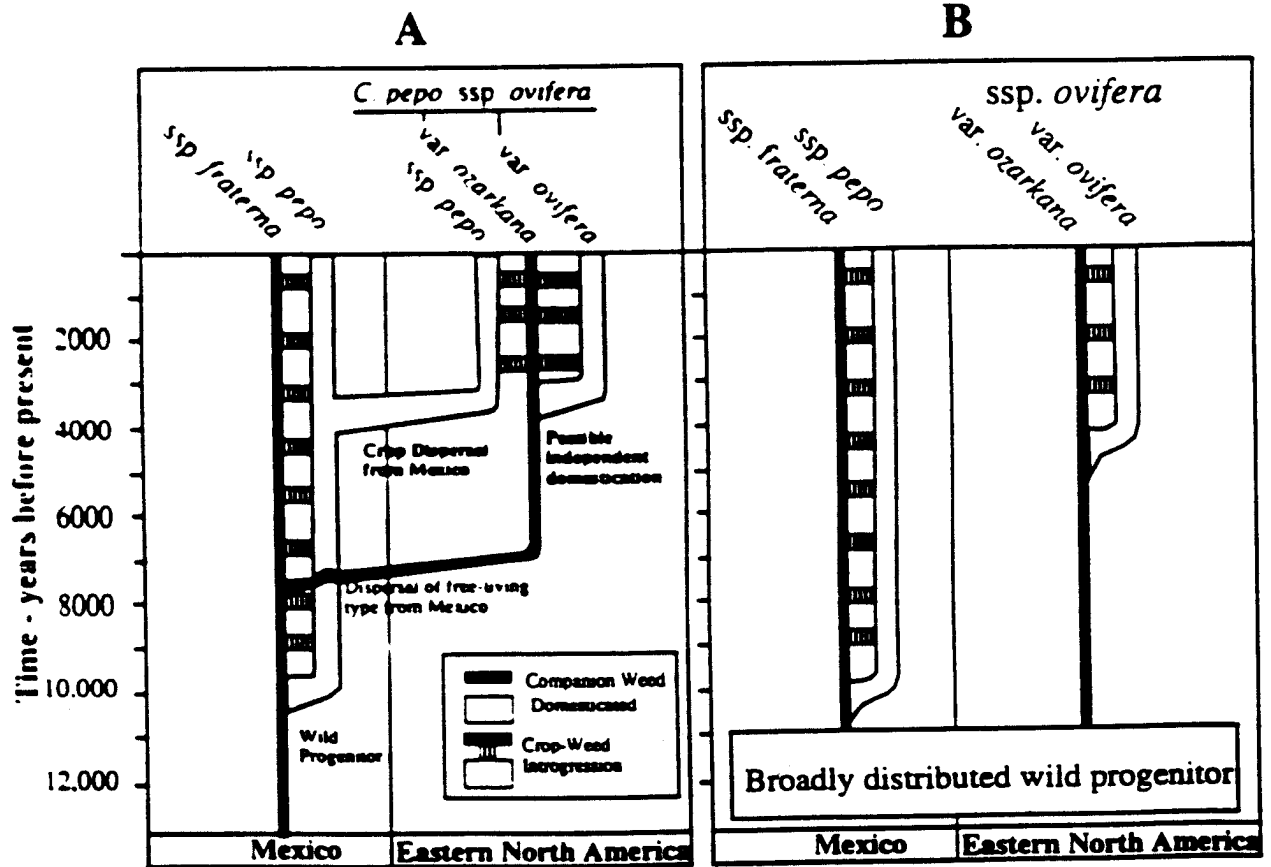 A
C. pepo ssp ovifera
ssp fraterna
ssp pepo
ssp pepo
var ozarkana
var ovifera
Time - years before present
2000
4000
6000
8000
10.000
12.000
Crop Dispersal
from Mexico
Possible
Independent
domestication
Dispersal of free-living
type from Mexico
Wild
Progenitor
Companion Weed
Domesticated
Crop-Weed
Introgression
Mexico
Eastern North America
B
ssp. ovifera
ssp. fraterna
ssp. pepo
var. ozarkana
var. ovifera
Broadly distributed wild progenitor
Mexico
Eastern North America